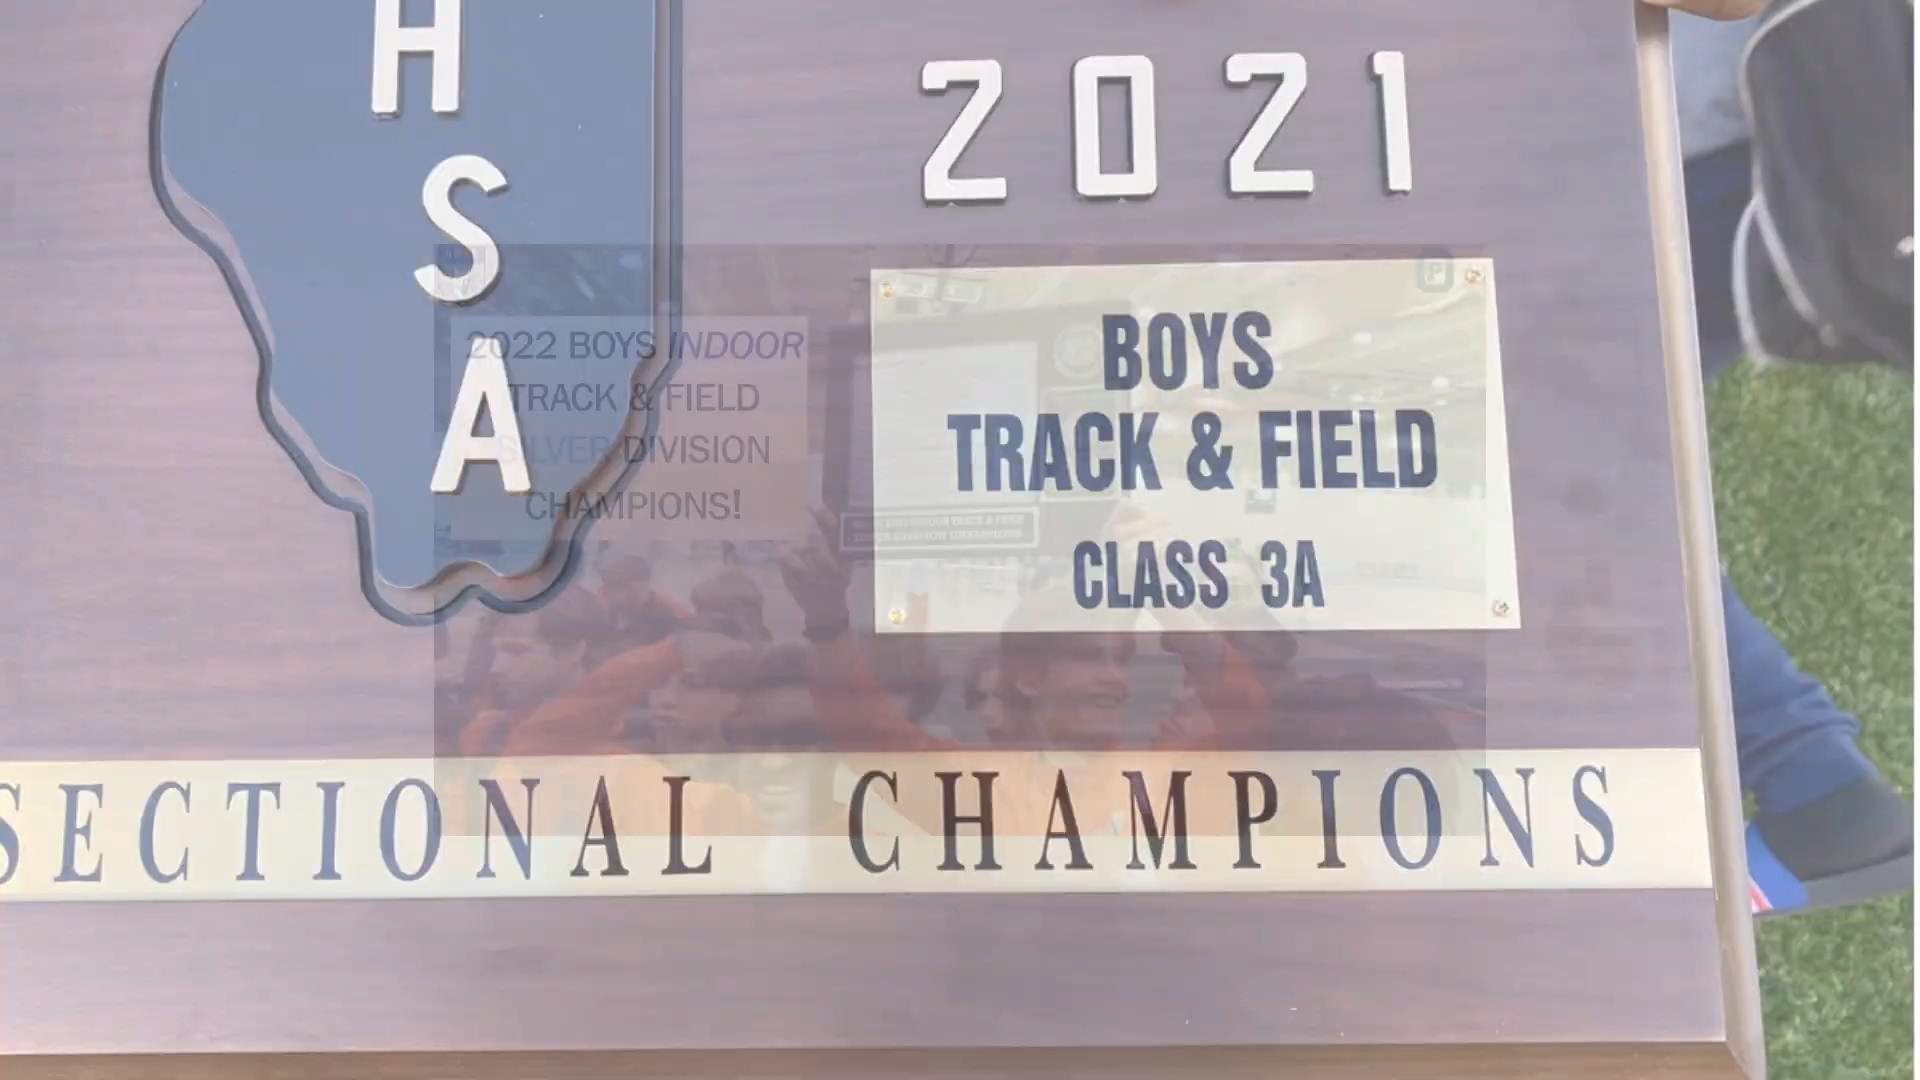 H
S
A
2021
BOYS
TRACK & FIELD
CLASS 3A
SECTIONAL CHAMPIONS
2022 BOYS INDOOR
TRACK & FIELD
SILVER DIVISION
CHAMPIONS!
P